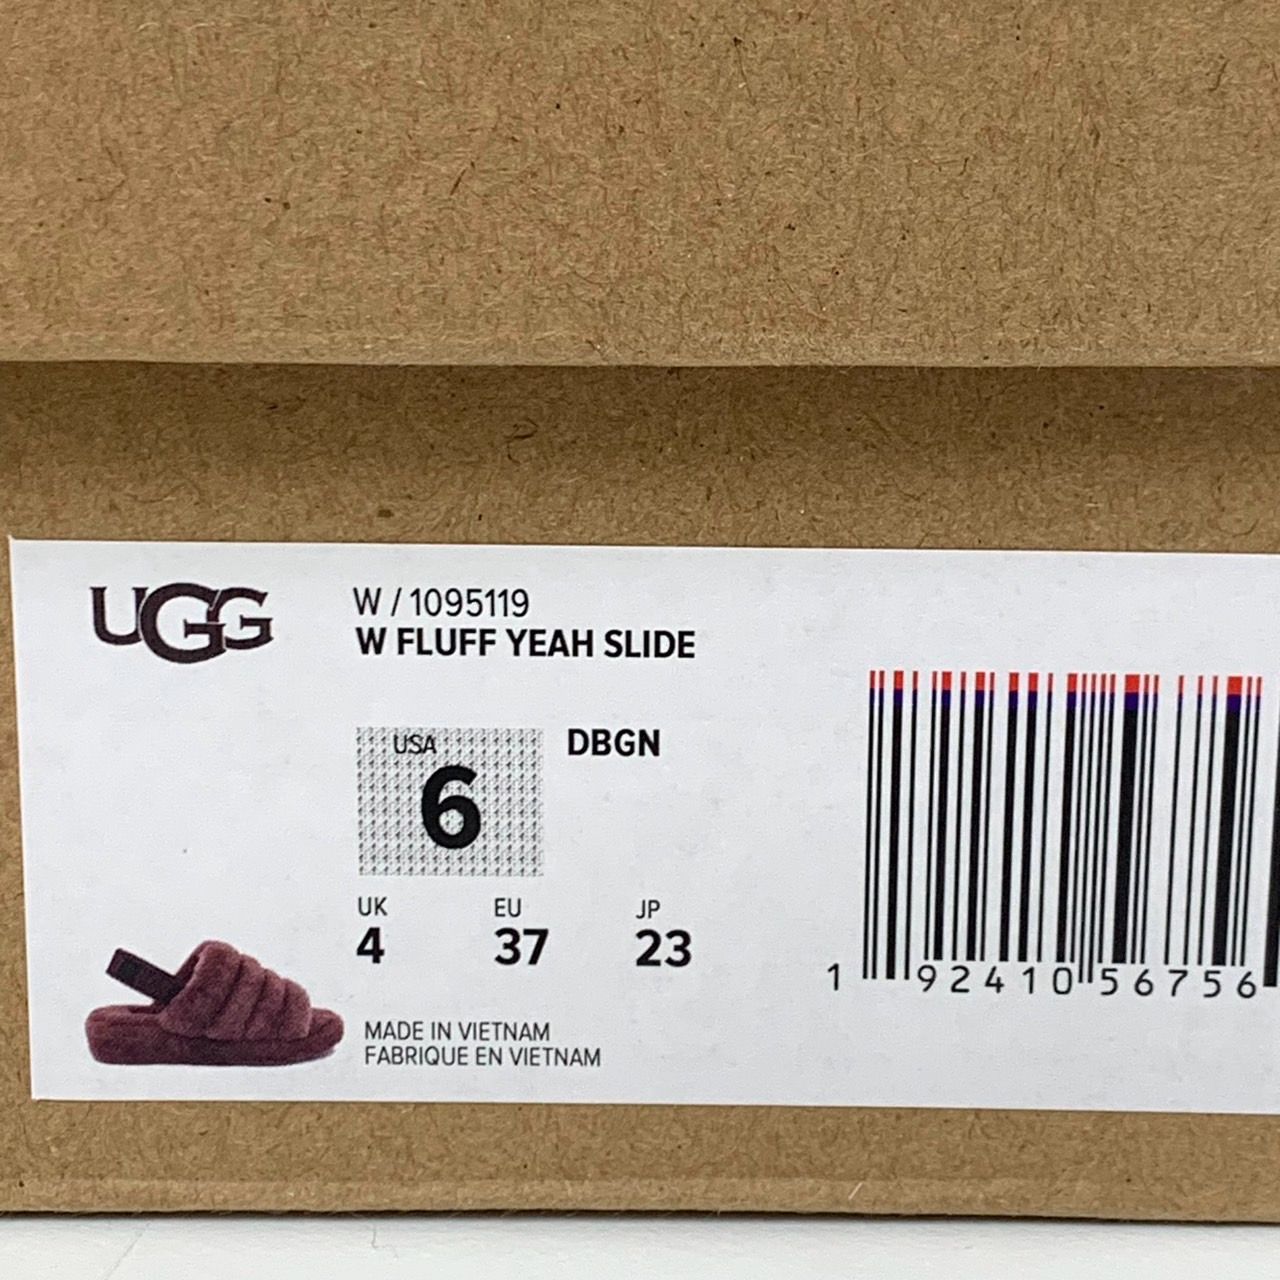 UGG
W / 1095119
W FLUFF YEAH SLIDE
USA
6
DBGN
UK EU JP
4 37 23
MADE IN VIETNAM
FABRIQUE EN VIETNAM
1 92410 56756